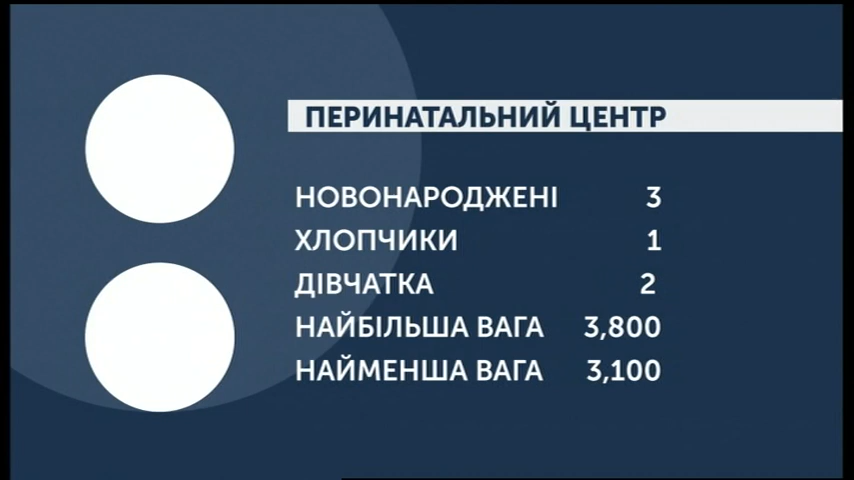 ПЕРИНАТАЛЬНИЙ ЦЕНТР
НОВОНАРОДЖЕНІ 3
ХЛОПЧИКИ 1
ДІВЧАТКА 2
НАЙБІЛЬША ВАГА 3,800
НАЙМЕНША ВАГА 3,100